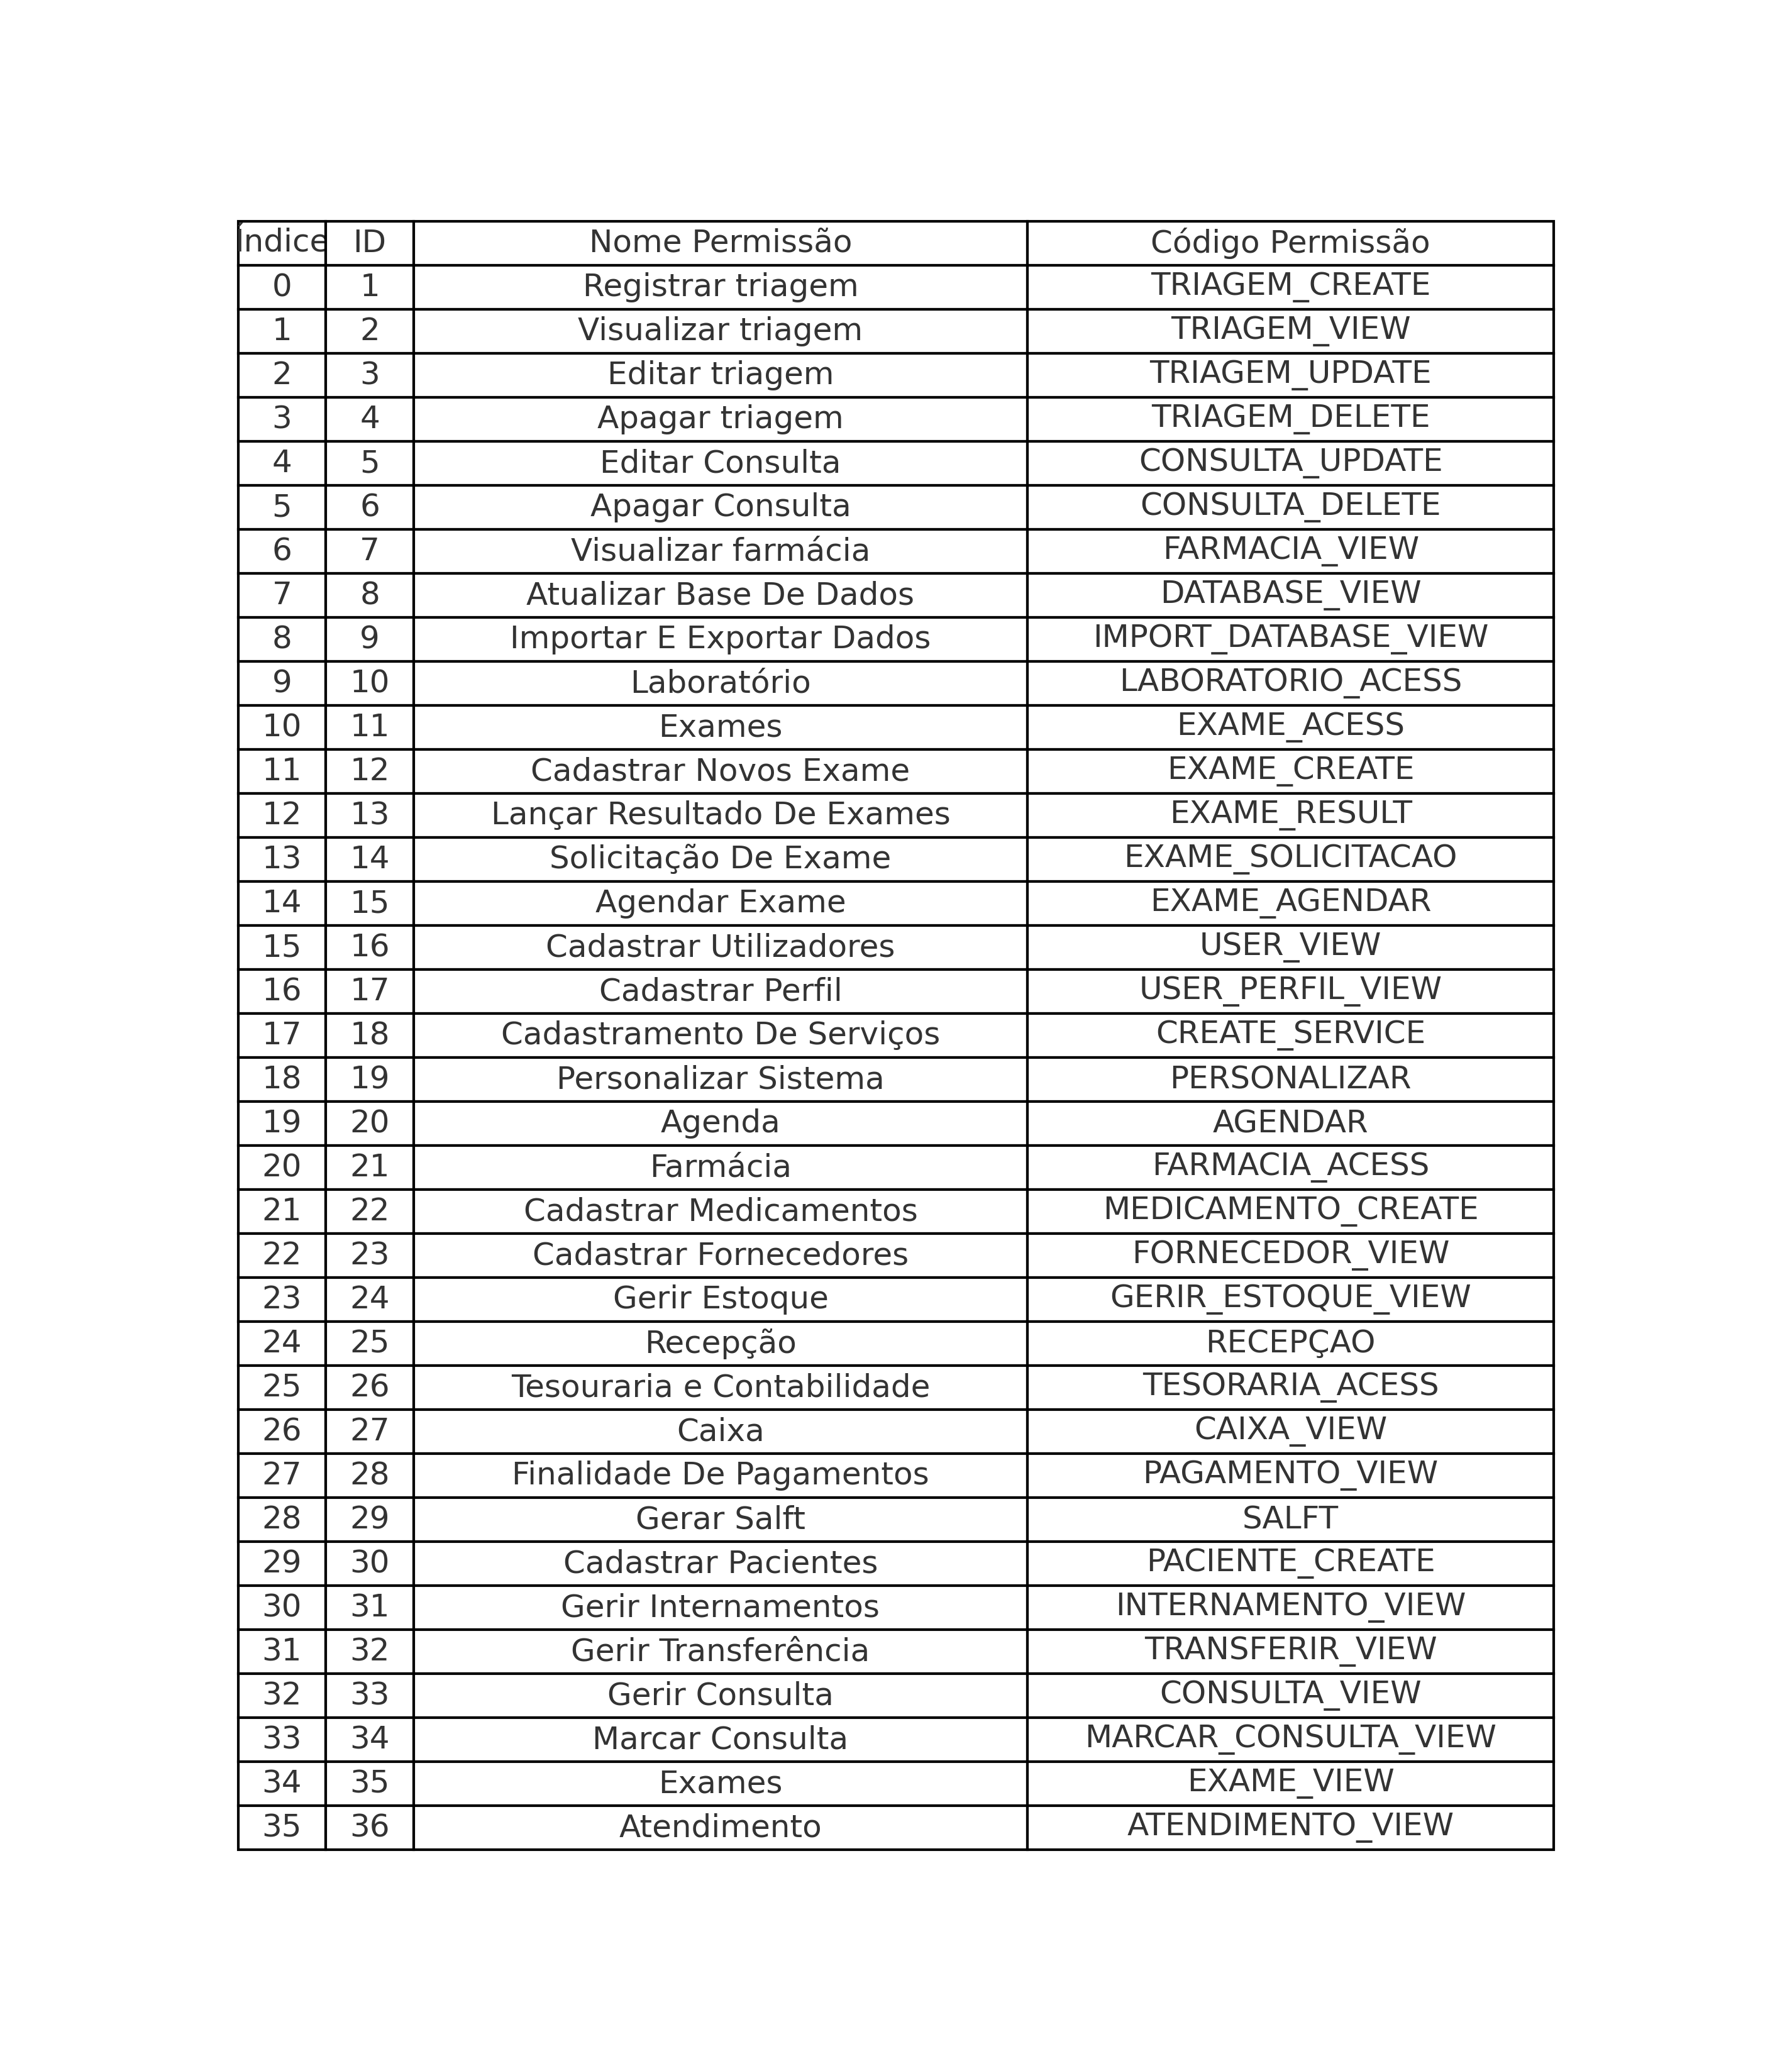 Índice ID Nome Permissão Código Permissão
0 1 Registrar triagem TRIAGEM_CREATE
1 2 Visualizar triagem TRIAGEM_VIEW
2 3 Editar triagem TRIAGEM_UPDATE
3 4 Apagar triagem TRIAGEM_DELETE
4 5 Editar Consulta CONSULTA_UPDATE
5 6 Apagar Consulta CONSULTA_DELETE
6 7 Visualizar farmácia FARMACIA_VIEW
7 8 Atualizar Base De Dados DATABASE_VIEW
8 9 Importar E Exportar Dados IMPORT_DATABASE_VIEW
9 10 Laboratório LABORATORIO_ACESS
10 11 Exames EXAME_ACESS
11 12 Cadastrar Novos Exame EXAME_CREATE
12 13 Lançar Resultado De Exames EXAME_RESULT
13 14 Solicitação De Exame EXAME_SOLICITACAO
14 15 Agendar Exame EXAME_AGENDAR
15 16 Cadastrar Utilizadores USER_VIEW
16 17 Cadastrar Perfil USER_PERFIL_VIEW
17 18 Cadastramento De Serviços CREATE_SERVICE
18 19 Personalizar Sistema PERSONALIZAR
19 20 Agenda AGENDAR
20 21 Farmácia FARMACIA_ACESS
21 22 Cadastrar Medicamentos MEDICAMENTO_CREATE
22 23 Cadastrar Fornecedores FORNECEDOR_VIEW
23 24 Gerir Estoque GERIR_ESTOQUE_VIEW
24 25 Recepção RECEPÇAO
25 26 Tesouraria e Contabilidade TESORARIA_ACESS
26 27 Caixa CAIXA_VIEW
27 28 Finalidade De Pagamentos PAGAMENTO_VIEW
28 29 Gerar Salft SALFT
29 30 Cadastrar Pacientes PACIENTE_CREATE
30 31 Gerir Internamentos INTERNAMENTO_VIEW
31 32 Gerir Transferência TRANSFERIR_VIEW
32 33 Gerir Consulta CONSULTA_VIEW
33 34 Marcar Consulta MARCAR_CONSULTA_VIEW
34 35 Exames EXAME_VIEW
35 36 Atendimento ATENDIMENTO_VIEW